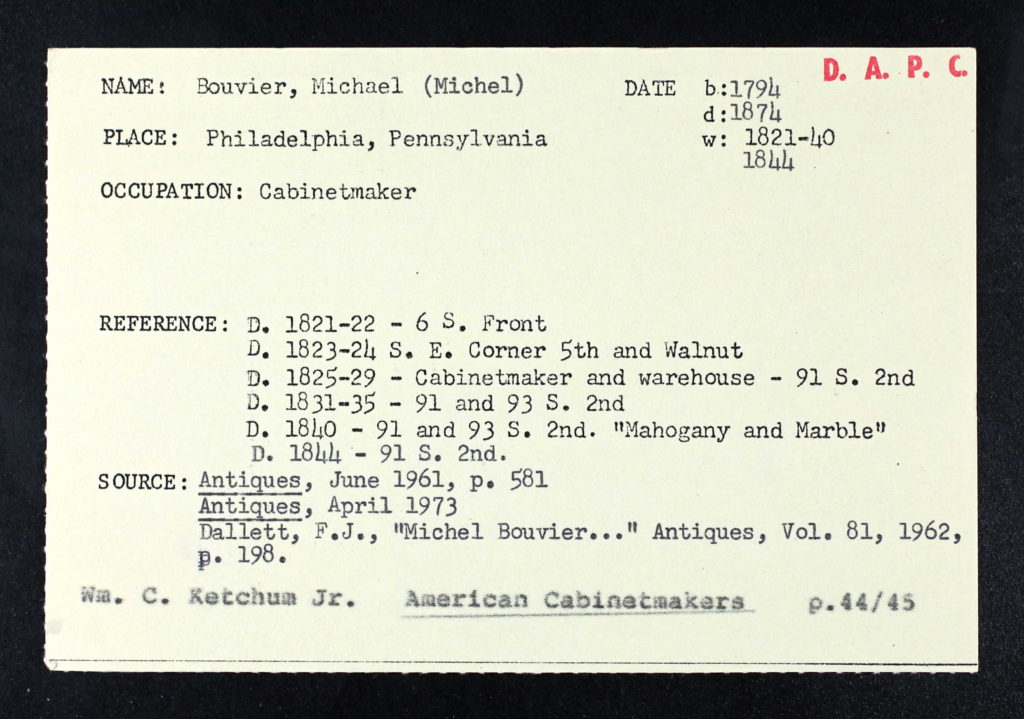 D. A. P. C.
NAME: Bouvier, Michael (Michel) DATE b:1794
d:1874
PLACE: Philadelphia, Pennsylvania w: 1821-40
1844
OCCUPATION: Cabinetmaker
REFERENCE: D. 1821-22 - 6 S. Front
D. 1823-24 S. E. Corner 5th and Walnut
D. 1825-29 - Cabinetmaker and warehouse - 91 S. 2nd
D. 1831-35 - 91 and 93 S. 2nd
D. 1840 - 91 and 93 S. 2nd. "Mahogany and Marble"
D. 1844 - 91 S. 2nd.
SOURCE: Antiques, June 1961, p. 581
Antiques, April 1973
Dallett, F.J., "Michel Bouvier..." Antiques, Vol. 81, 1962,
p. 198.
Wm. C. Ketchum Jr. American Cabinetmakers p.44/45